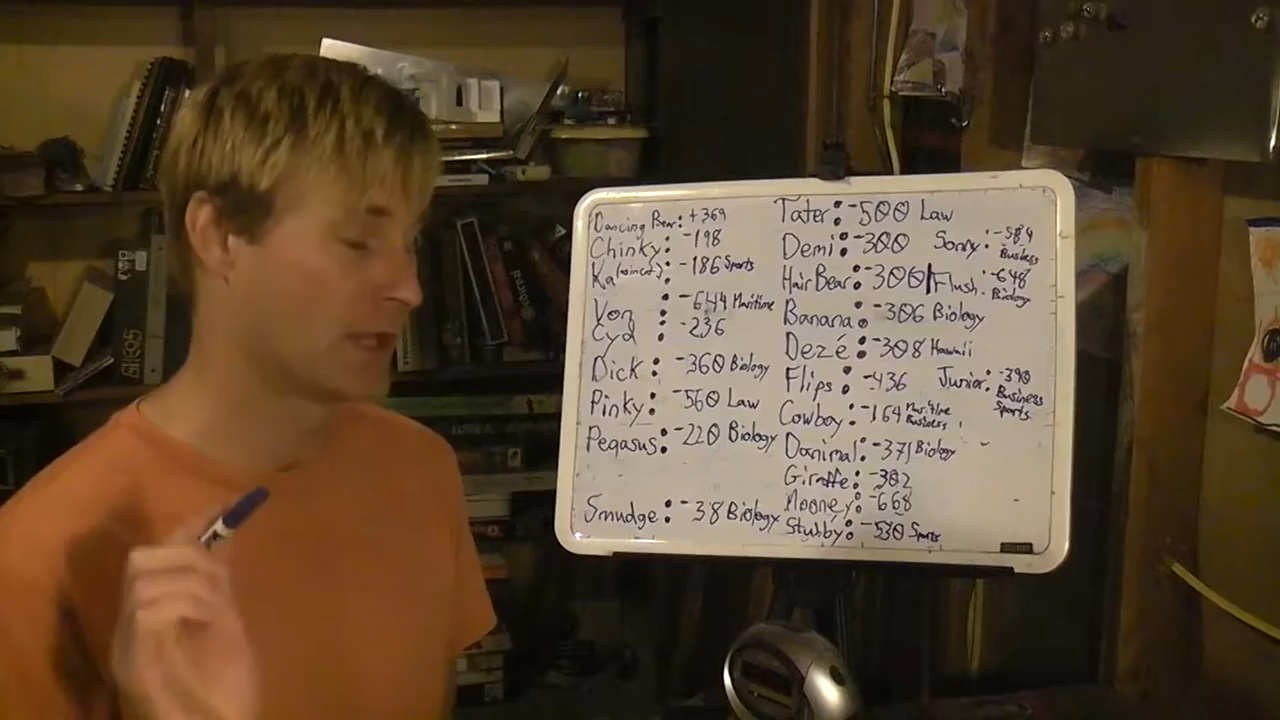 Dancing Bear: +369
Chinky: -198
Ka(raincat): -186 Sports
Von : -644 Maritime
Cyd : -236
Dick : -360 Biology
Pinky: -560 Law
Pegasus: -220 Biology
Smudge: -38 Biology
Tater: -500 Law
Demi: -300
Hair Bear: -300
Banana: -306 Biology
Dezé: -308 Hawaii
Flips: -436
Cowboy: -164 Maritime
Business
Danimal: -371 Biology
Giraffe: -302
Mooney: -668
Stubby: -530 Sports
Sonny: -584
Business
Flush: -648
Biology
Junior: -390
Business
Sports